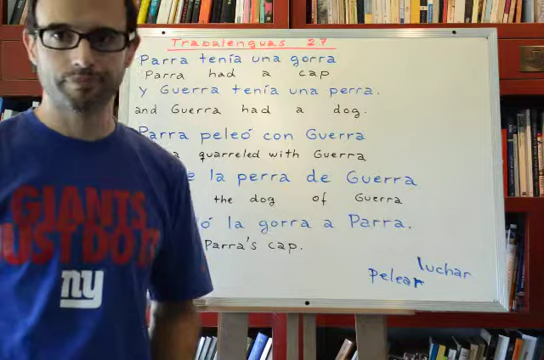 Trabalenguas 27
Parra tenía una gorra
Parra had a cap
y Guerra tenía una perra.
and Guerra had a dog.
Parra peleó con Guerra
quarreled with Guerra
la perra de Guerra
the dog of Guerra
la gorra a Parra.
Parra's cap.
luchar
pelear
GIANTS
JUST DO IT
ny